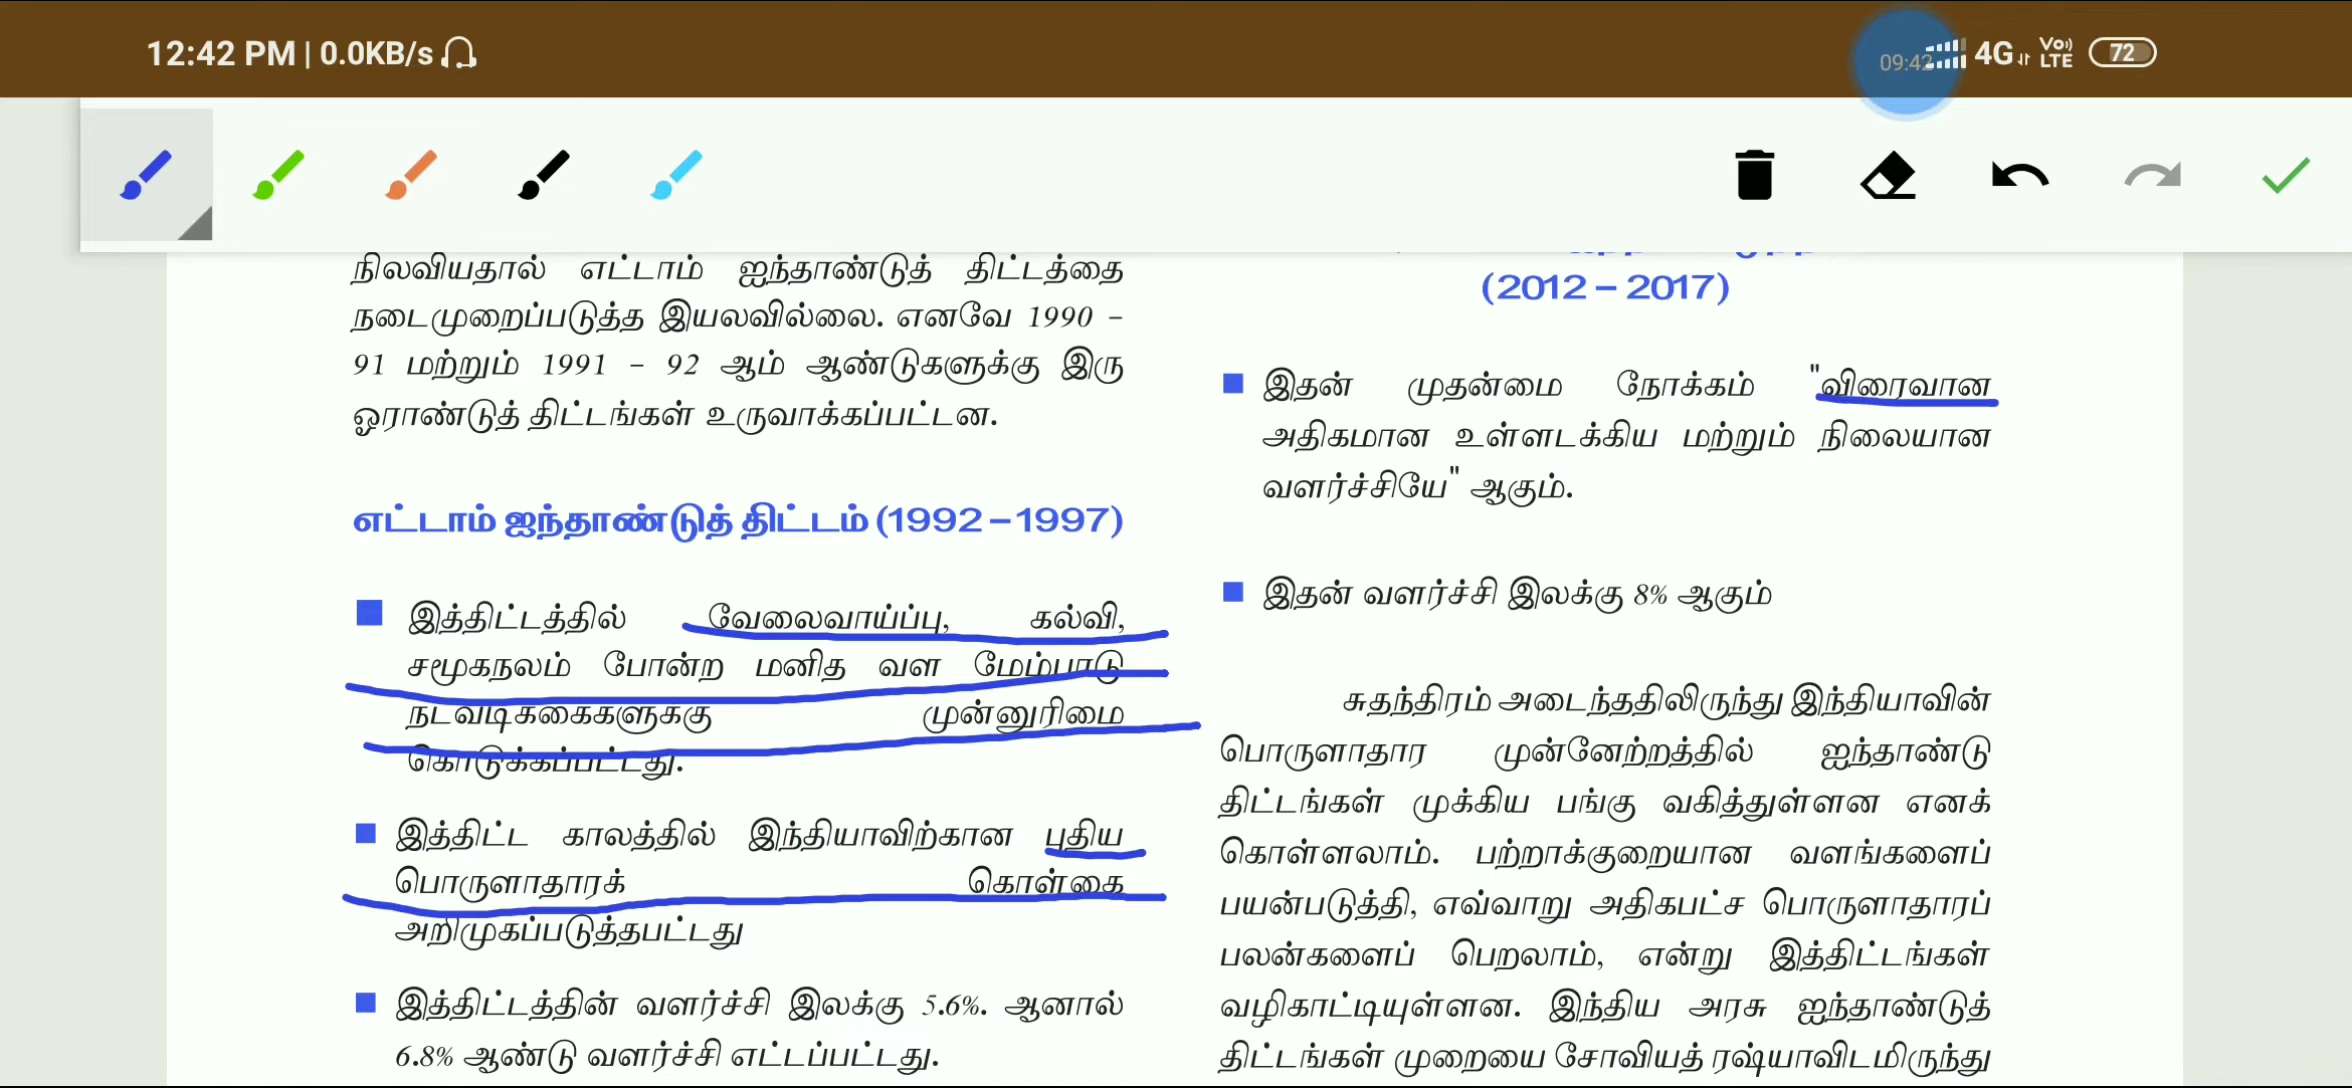 12:42 PM | 0.0KB/s
09:42
4G
Vo)) LTE
72
நிலவியதால் எட்டாம் ஐந்தாண்டுத் திட்டத்தை
நடைமுறைப்படுத்த இயலவில்லை. எனவே 1990 –
91 மற்றும் 1991 – 92 ஆம் ஆண்டுகளுக்கு இரு
ஓராண்டுத் திட்டங்கள் உருவாக்கப்பட்டன.
எட்டாம் ஐந்தாண்டுத் திட்டம் (1992 – 1997)
இத்திட்டத்தில் வேலைவாய்ப்பு, கல்வி,
சமூகநலம் போன்ற மனித வள மேம்பாடு
நடவடிக்கைகளுக்கு முன்னுரிமை
கொடுக்கப்பட்டது.
இத்திட்ட காலத்தில் இந்தியாவிற்கான புதிய
பொருளாதாரக் கொள்கை
அறிமுகப்படுத்தபட்டது
இத்திட்டத்தின் வளர்ச்சி இலக்கு 5.6%. ஆனால்
6.8% ஆண்டு வளர்ச்சி எட்டப்பட்டது.
(2012 – 2017)
இதன் முதன்மை நோக்கம் "விரைவான
அதிகமான உள்ளடக்கிய மற்றும் நிலையான
வளர்ச்சியே" ஆகும்.
இதன் வளர்ச்சி இலக்கு 8% ஆகும்
சுதந்திரம் அடைந்ததிலிருந்து இந்தியாவின்
பொருளாதார முன்னேற்றத்தில் ஐந்தாண்டு
திட்டங்கள் முக்கிய பங்கு வகித்துள்ளன எனக்
கொள்ளலாம். பற்றாக்குறையான வளங்களைப்
பயன்படுத்தி, எவ்வாறு அதிகபட்ச பொருளாதாரப்
பலன்களைப் பெறலாம், என்று இத்திட்டங்கள்
வழிகாட்டியுள்ளன. இந்திய அரசு ஐந்தாண்டுத்
திட்டங்கள் முறையை சோவியத் ரஷ்யாவிடமிருந்து